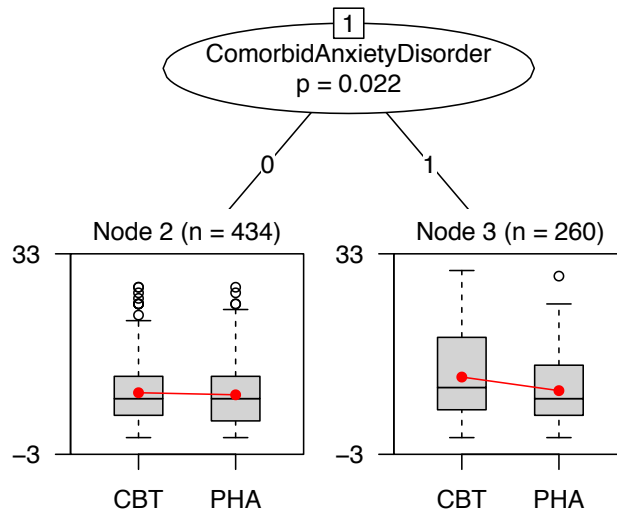 1
ComorbidAnxietyDisorder
p = 0.022
0
1
Node 2 (n = 434)
Node 3 (n = 260)
33
33
−3
−3
CBT
PHA
CBT
PHA